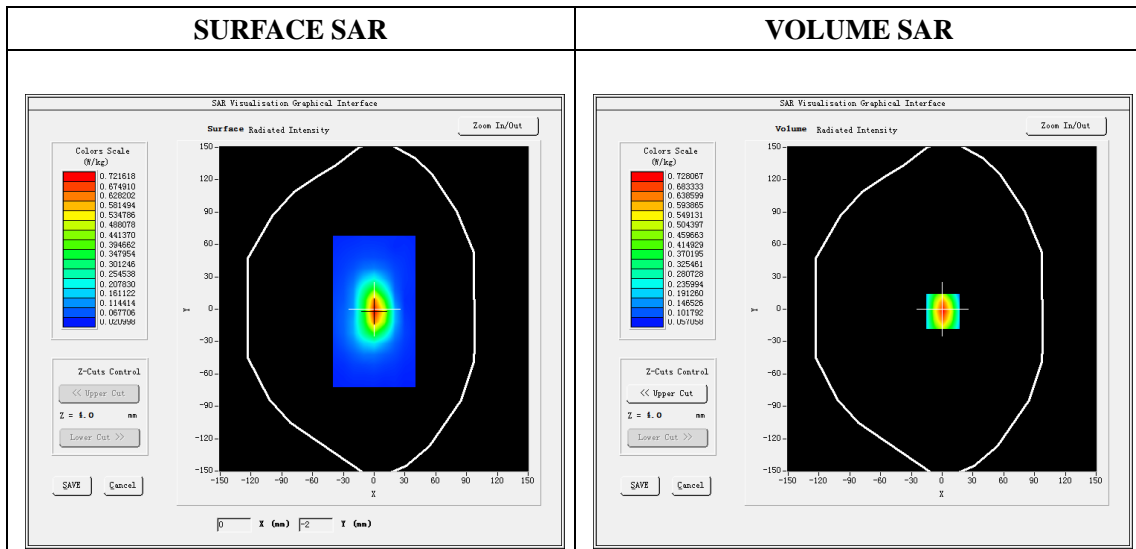 SURFACE SAR
VOLUME SAR
SAR Visualisation Graphical Interface
Surface Radiated Intensity
Zoom In/Out
Colors Scale
(W/kg)
0.721618
0.674910
0.628202
0.581494
0.534786
0.488078
0.441370
0.394662
0.347954
0.301246
0.254538
0.207830
0.161122
0.114414
0.067706
0.020998
150
120
90
60
30
0
-30
-60
-90
-120
-150
Y
-150 -120 -90 -60 -30 0 30 60 90 120 150
X
Z-Cuts Control
<< Upper Cut
Z = 4.0 mm
Lower Cut >>
SAVE Cancel
0 X (mm) -2 Y (mm)
SAR Visualisation Graphical Interface
Volume Radiated Intensity
Zoom In/Out
Colors Scale
(W/kg)
0.728067
0.683333
0.638599
0.593865
0.549131
0.504397
0.459663
0.414929
0.370195
0.325461
0.280728
0.235994
0.191260
0.146526
0.101792
0.057058
150
120
90
60
30
0
-30
-60
-90
-120
-150
Y
-150 -120 -90 -60 -30 0 30 60 90 120 150
X
Z-Cuts Control
<< Upper Cut
Z = 4.0 mm
Lower Cut >>
SAVE Cancel